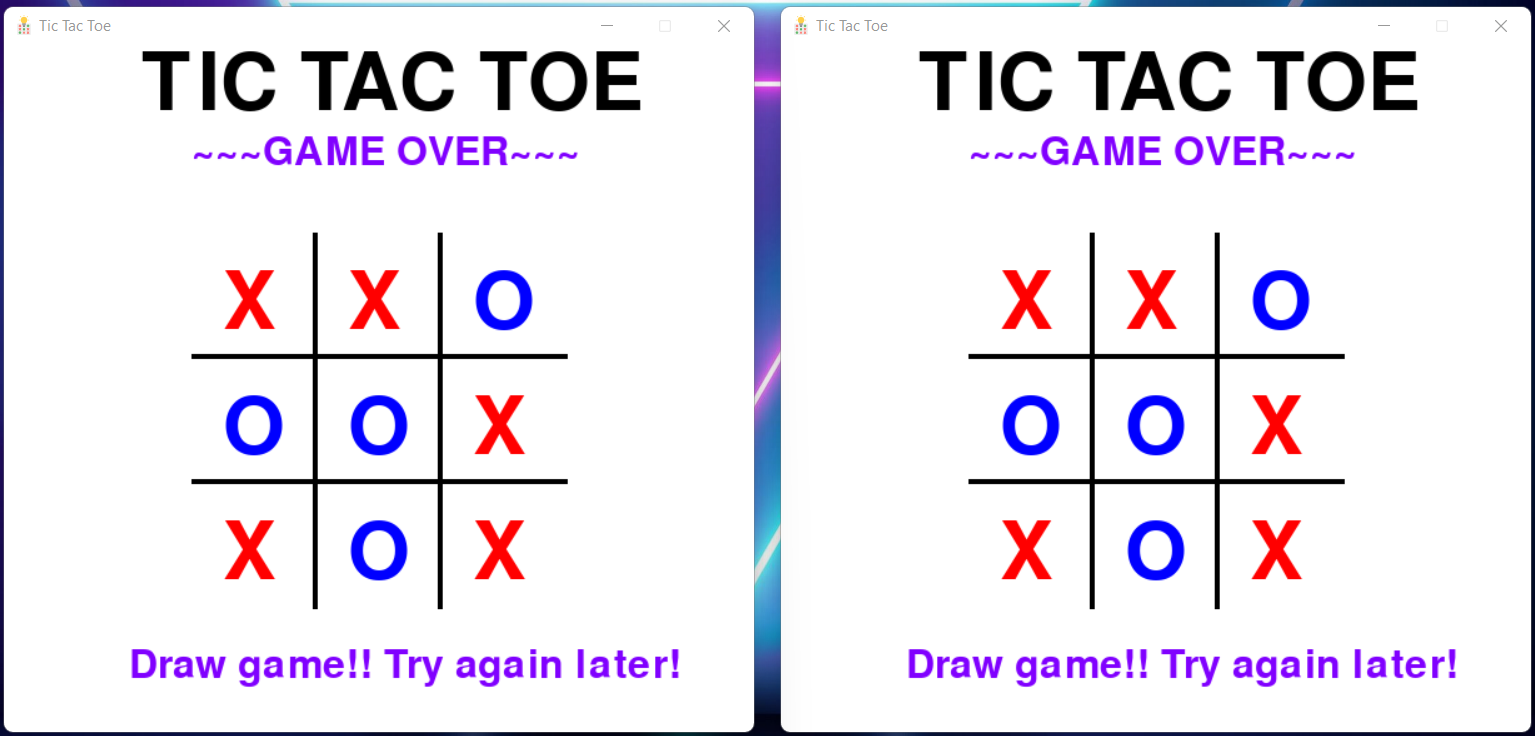 Tic Tac Toe
TIC TAC TOE
~~~GAME OVER~~~
X X O
O O X
X O X
Draw game!! Try again later!
Tic Tac Toe
TIC TAC TOE
~~~GAME OVER~~~
X X O
O O X
X O X
Draw game!! Try again later!